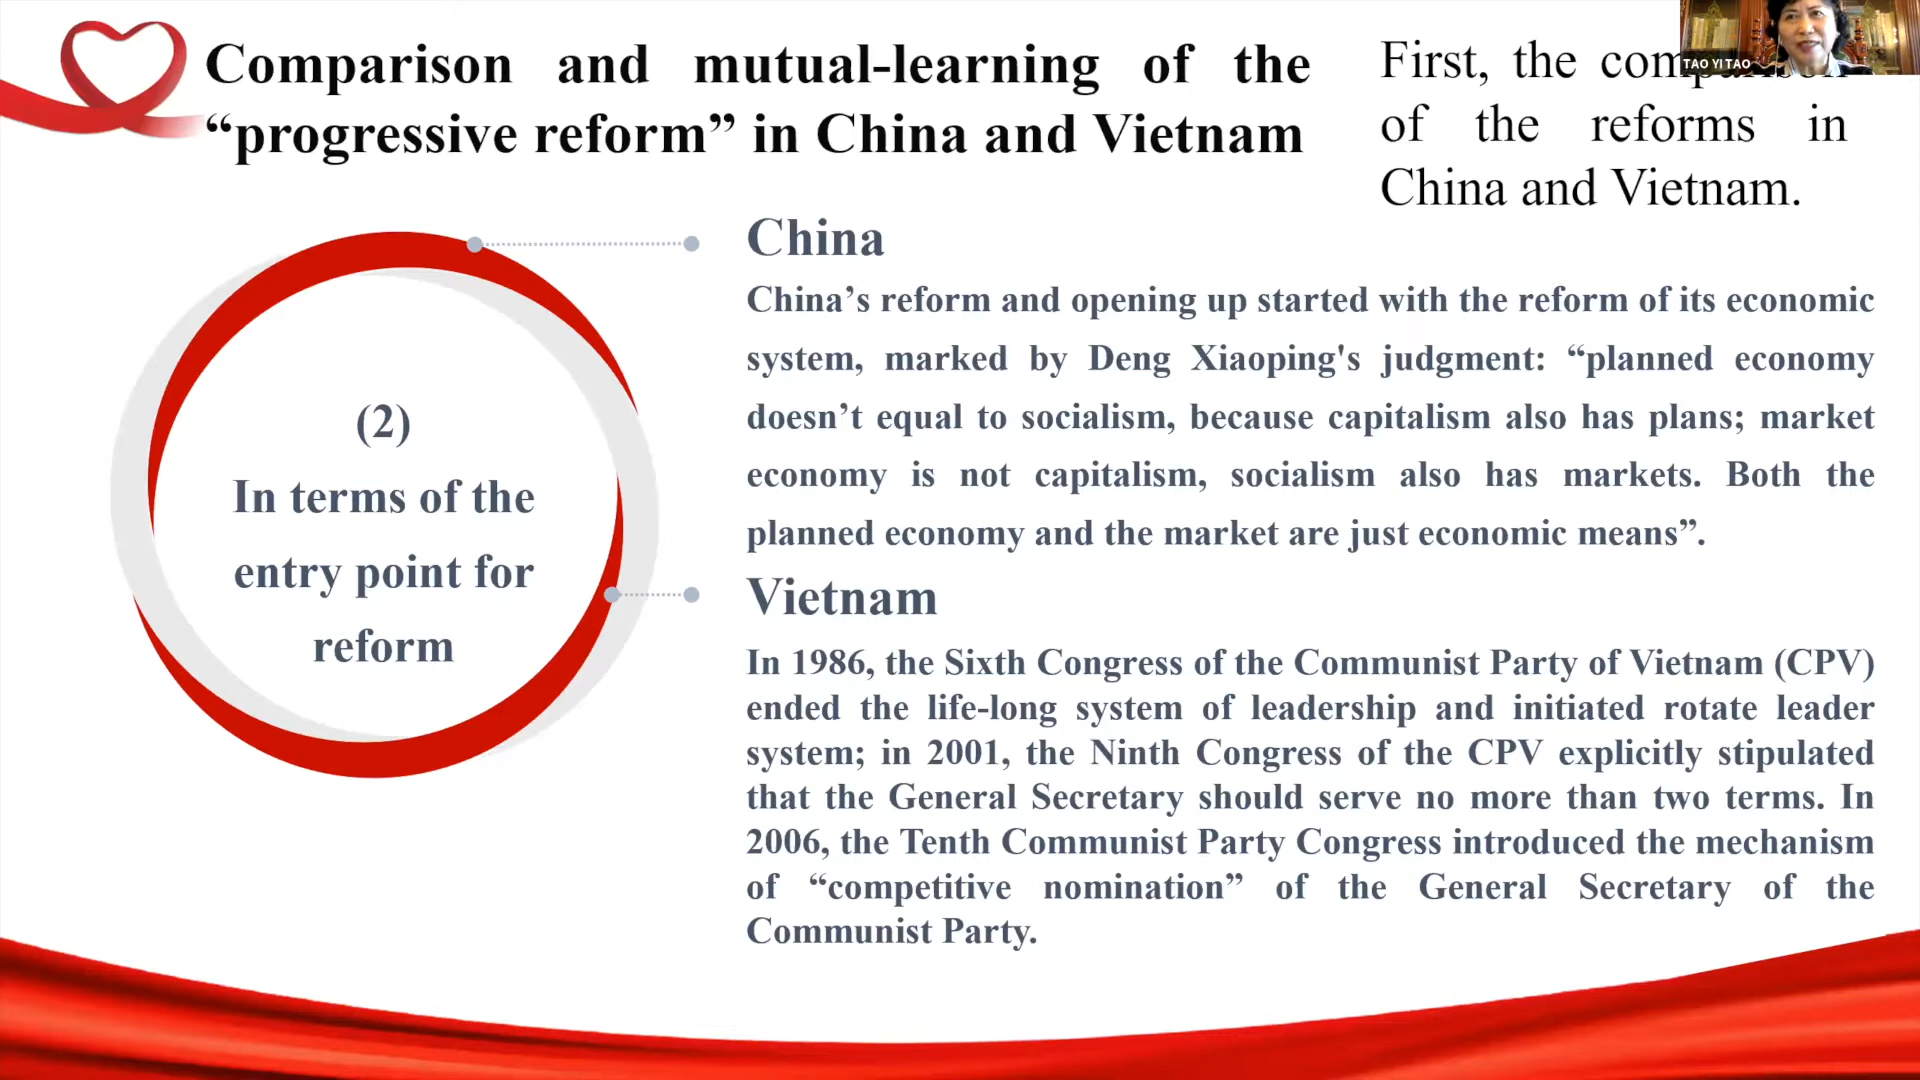 Comparison and mutual-learning of the
“progressive reform” in China and Vietnam
First, the comparison
of the reforms in
China and Vietnam.
TAO YITAO
(2)
In terms of the
entry point for
reform
China
China’s reform and opening up started with the reform of its economic
system, marked by Deng Xiaoping's judgment: “planned economy
doesn’t equal to socialism, because capitalism also has plans; market
economy is not capitalism, socialism also has markets. Both the
planned economy and the market are just economic means”.
Vietnam
In 1986, the Sixth Congress of the Communist Party of Vietnam (CPV)
ended the life-long system of leadership and initiated rotate leader
system; in 2001, the Ninth Congress of the CPV explicitly stipulated
that the General Secretary should serve no more than two terms. In
2006, the Tenth Communist Party Congress introduced the mechanism
of “competitive nomination” of the General Secretary of the
Communist Party.